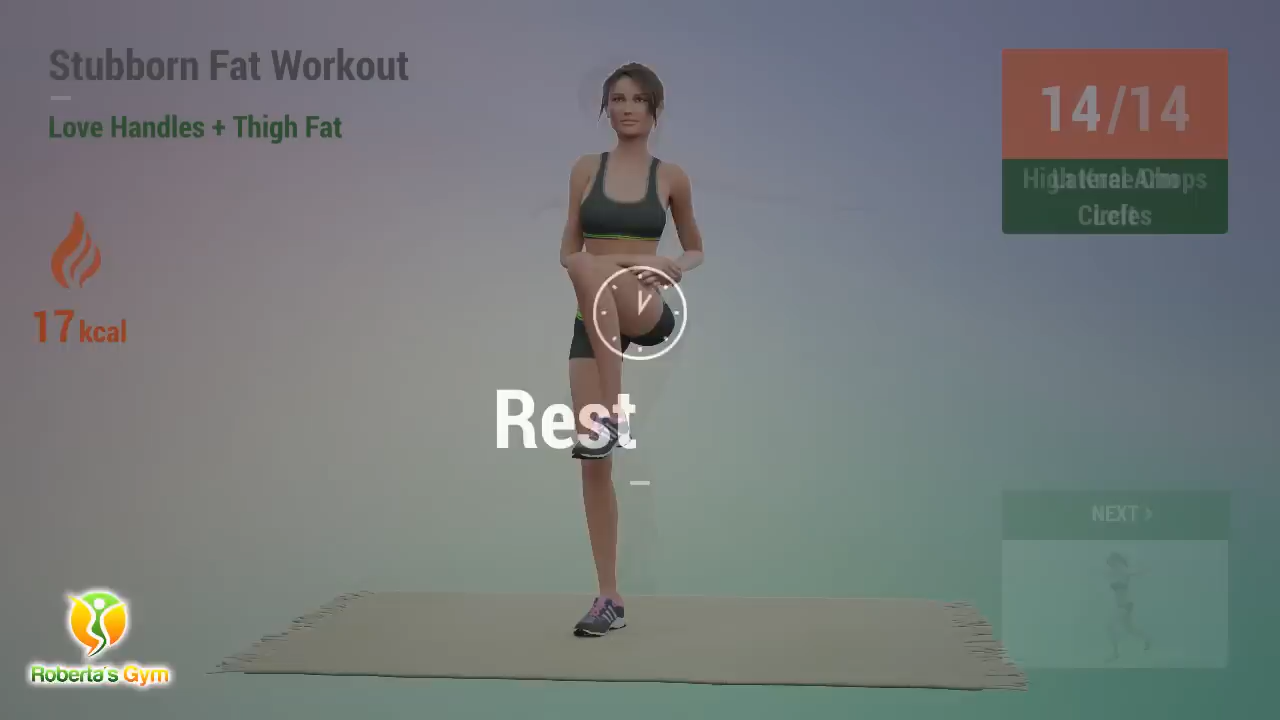 Stubborn Fat Workout
Love Handles + Thigh Fat
14/14
17 kcal
Rest
NEXT
Roberta's Gym